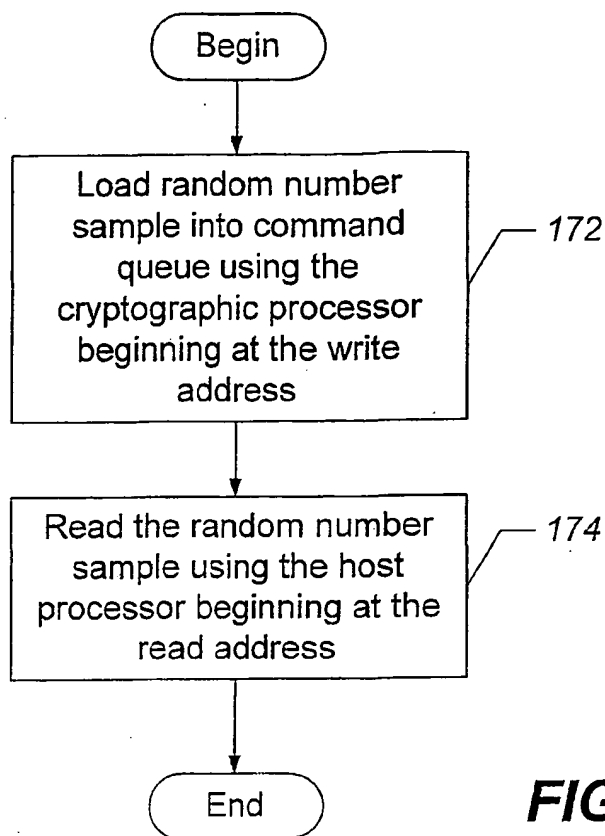 Begin
Load random number
sample into command
queue using the
cryptographic processor
beginning at the write
address
172
Read the random number
sample using the host
processor beginning at the
read address
174
End
FIG